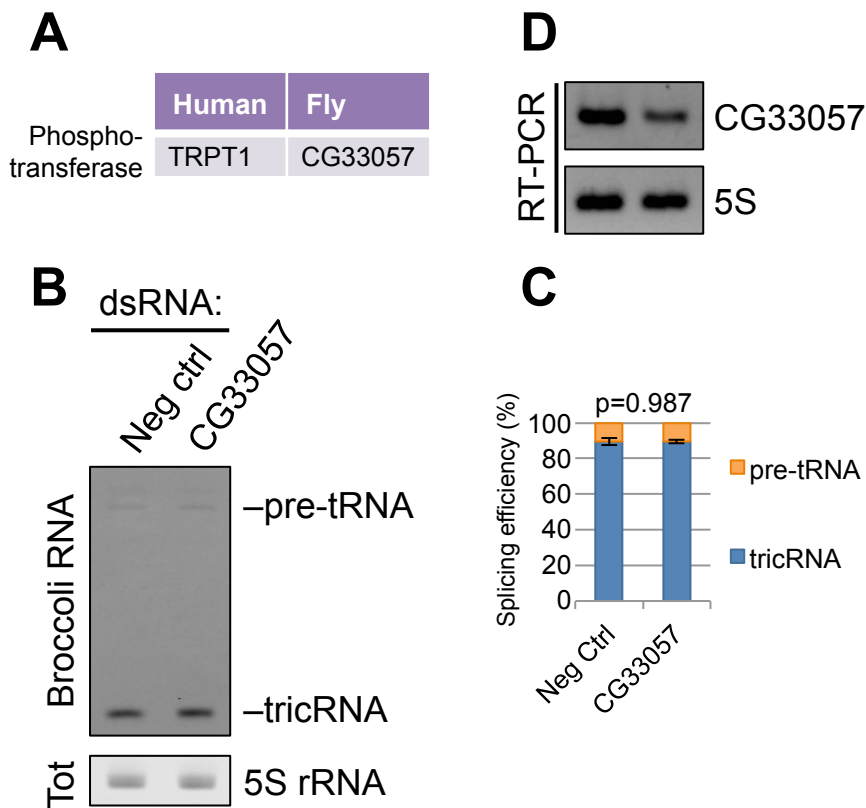 A
Human Fly
Phospho-
transferase
TRPT1 CG33057
B
dsRNA:
Neg ctrl
CG33057
Broccoli RNA
–pre-tRNA
–tricRNA
Tot
5S rRNA
D
RT-PCR
CG33057
5S
C
p=0.987
Splicing efficiency (%)
100
80
60
40
20
0
Neg Ctrl
CG33057
pre-tRNA
tricRNA